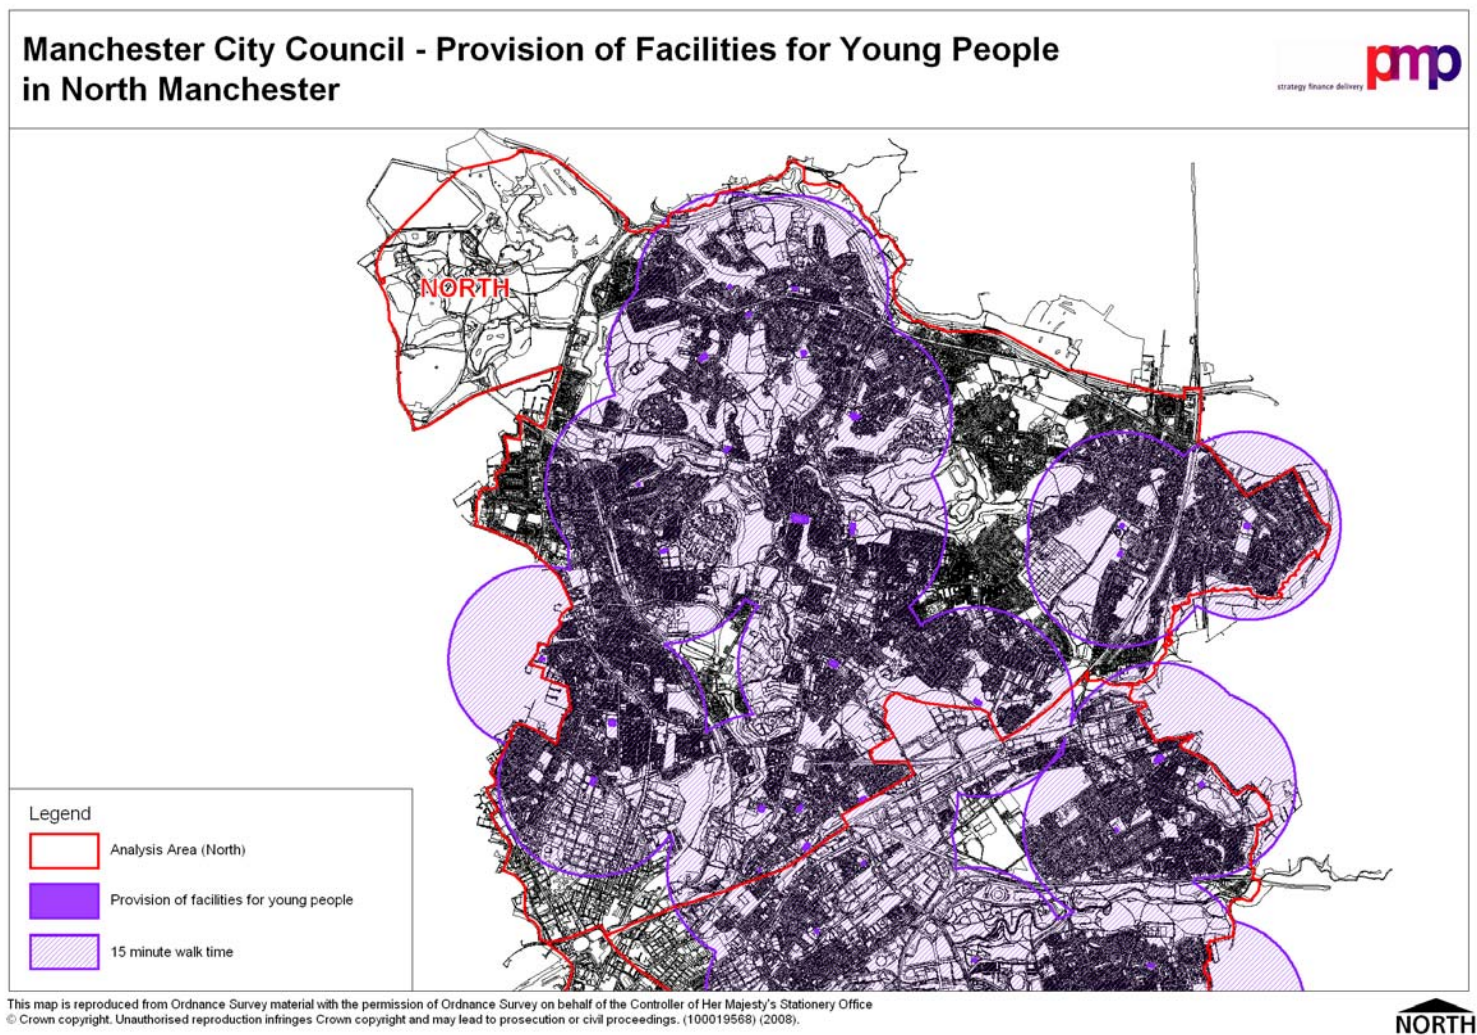 Manchester City Council - Provision of Facilities for Young People
in North Manchester
strategy finance delivery pmp
NORTH
Legend
Analysis Area (North)
Provision of facilities for young people
15 minute walk time
This map is reproduced from Ordnance Survey material with the permission of Ordnance Survey on behalf of the Controller of Her Majesty's Stationery Office
© Crown copyright. Unauthorised reproduction infringes Crown copyright and may lead to prosecution or civil proceedings. (100019568) (2008).
NORTH